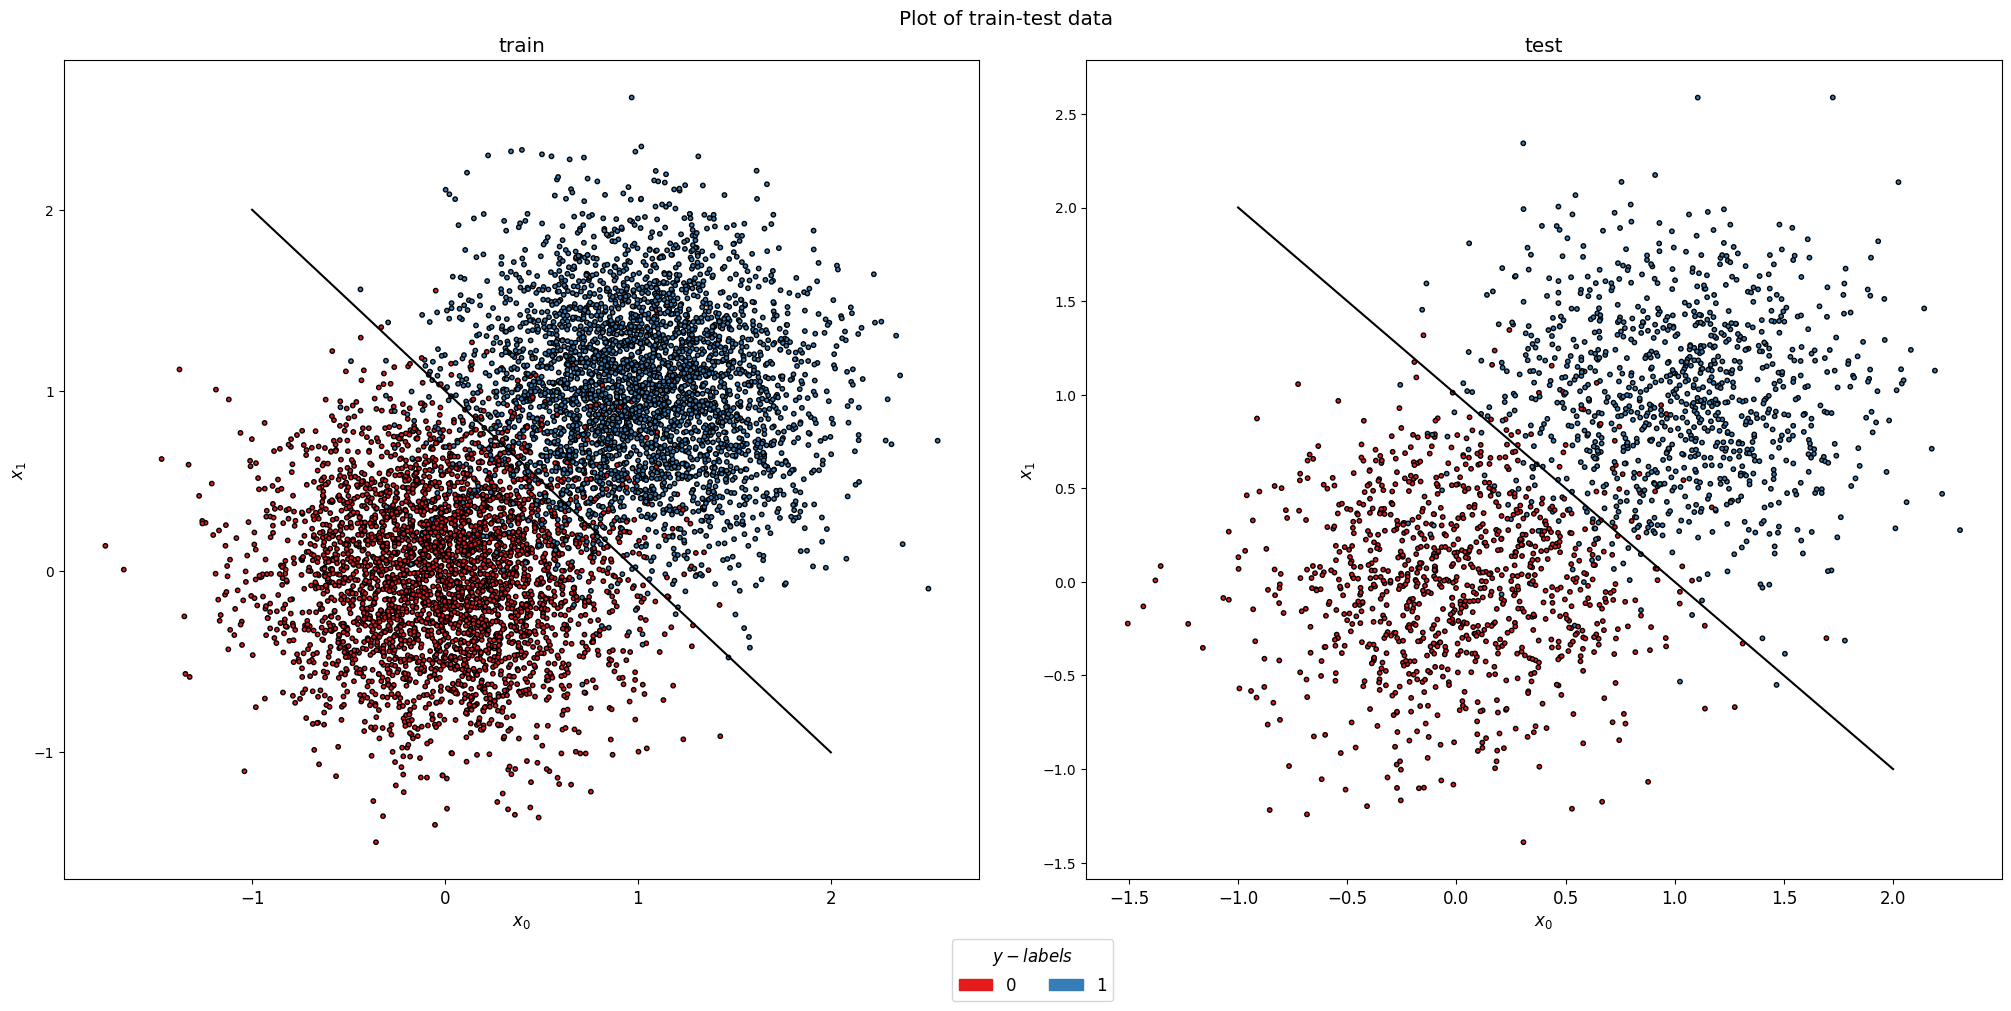 Plot of train-test data
train
2
1
0
−1
x₁
−1 0 1 2
x₀
test
2.5
2.0
1.5
1.0
0.5
0.0
−0.5
−1.0
−1.5
x₁
−1.5 −1.0 −0.5 0.0 0.5 1.0 1.5 2.0
x₀
y − labels
0 1